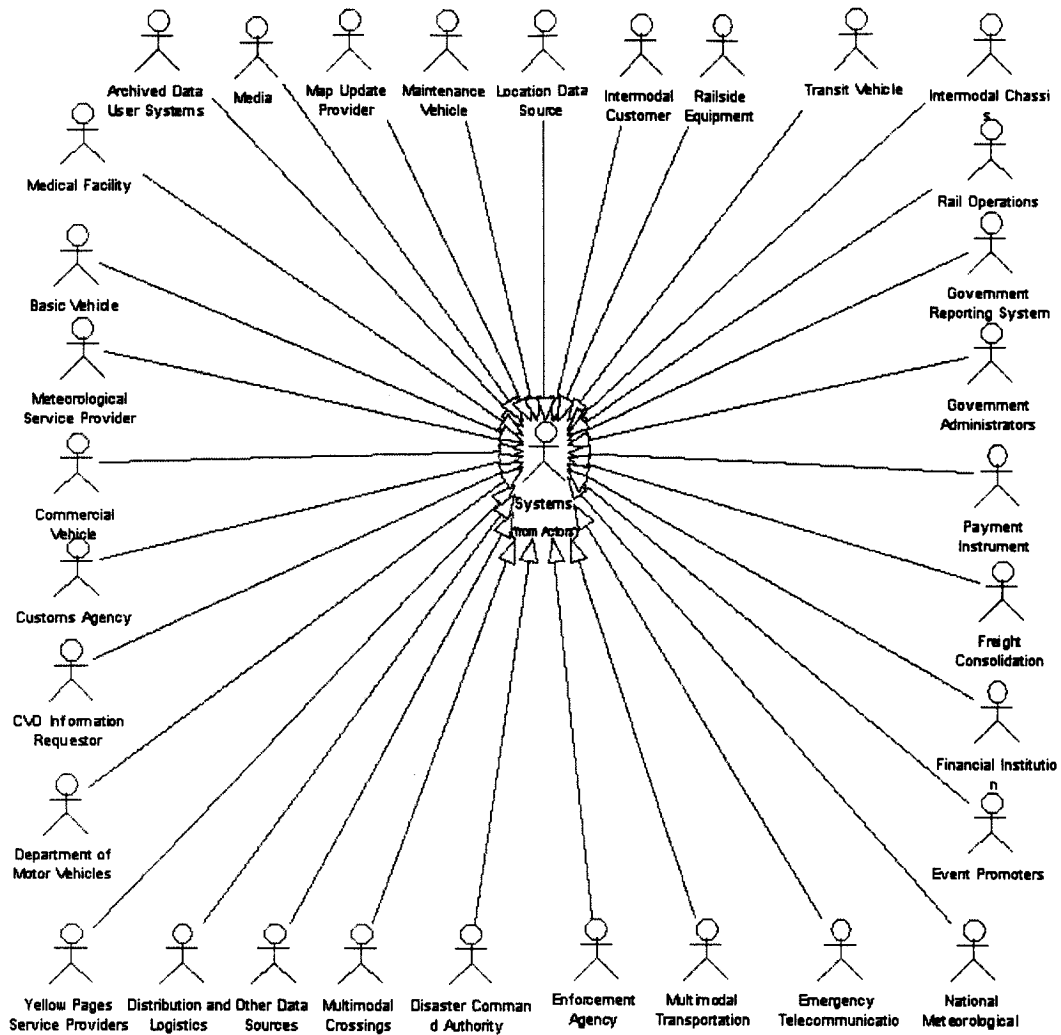 Archived Data
User Systems
Media
Map Update
Provider
Maintenance
Vehicle
Location Data
Source
Intermodal
Customer
Railside
Equipment
Transit Vehicle
Intermodal Chassi
s
Medical Facility
Rail Operations
Basic Vehicle
Government
Reporting System
Meteorological
Service Provider
Government
Administrators
Commercial
Vehicle
Systems
(from Actors)
Payment
Instrument
Customs Agency
Freight
Consolidation
CVO Information
Requestor
Financial Institutio
n
Department of
Motor Vehicles
Event Promoters
Yellow Pages
Service Providers
Distribution and
Logistics
Other Data
Sources
Multimodal
Crossings
Disaster Comman
d Authority
Enforcement
Agency
Multimodal
Transportation
Emergency
Telecommunicatio
National
Meteorological